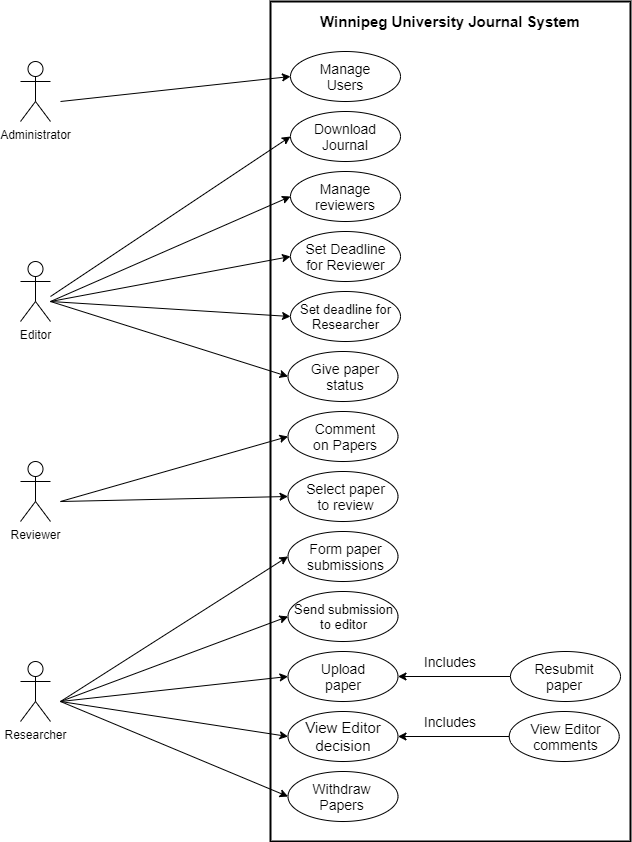 Winnipeg University Journal System
Manage
Users
Administrator
Download
Journal
Manage
reviewers
Set Deadline
for Reviewer
Editor
Set deadline for
Researcher
Give paper
status
Comment
on Papers
Select paper
to review
Reviewer
Form paper
submissions
Send submission
to editor
Upload
paper
Includes
Resubmit
paper
Researcher
View Editor
decision
Includes
View Editor
comments
Withdraw
Papers